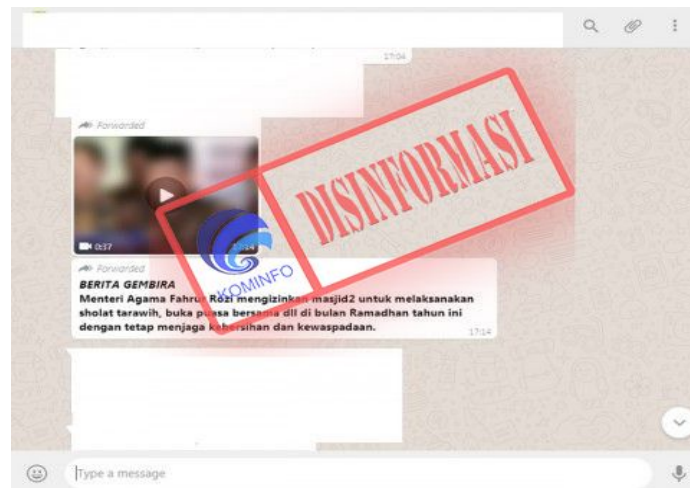 17:04
Forwarded
0:37
17:14
DISINFORMASI
KOMINFO
Forwarded
BERITA GEMBIRA
Menteri Agama Fahrur Rozi mengizinkan masjid2 untuk melaksanakan
sholat tarawih, buka puasa bersama dll di bulan Ramadhan tahun ini
dengan tetap menjaga kebersihan dan kewaspadaan.
17:14
Type a message